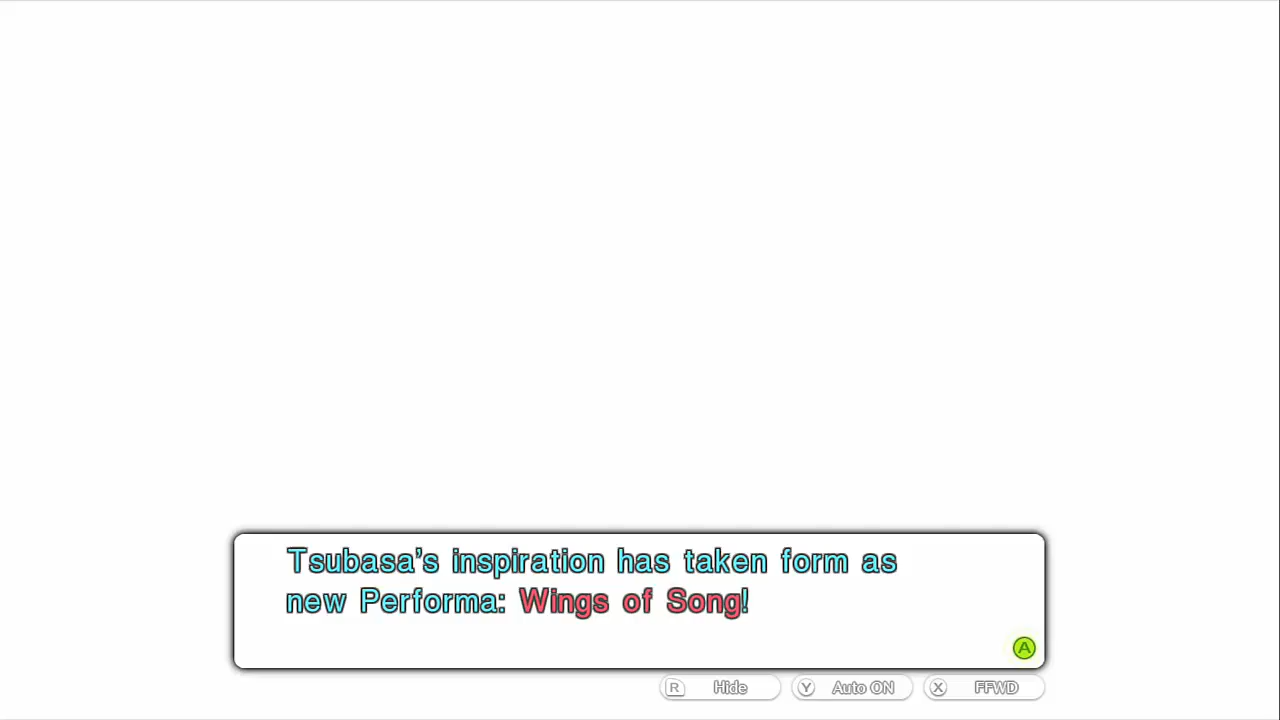 Tsubasa's inspiration has taken form as
new Performa: Wings of Song!
A
R Hide Y Auto ON X FFWD